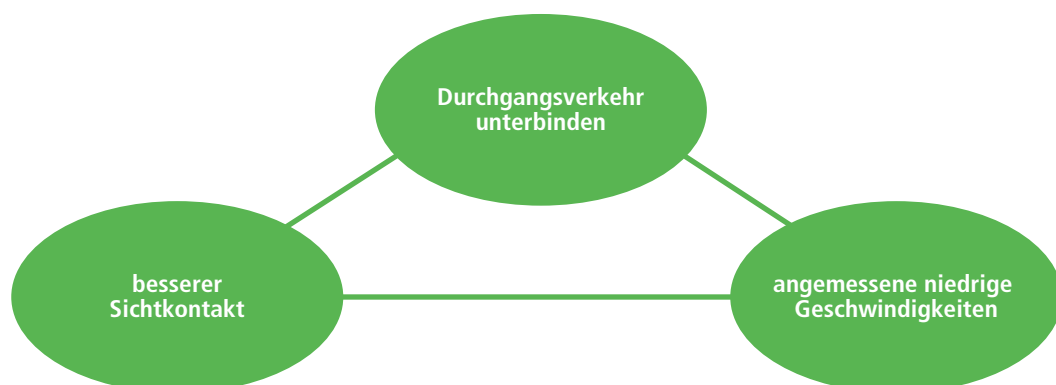 Durchgangsverkehr
unterbinden
besserer
Sichtkontakt
angemessene niedrige
Geschwindigkeiten